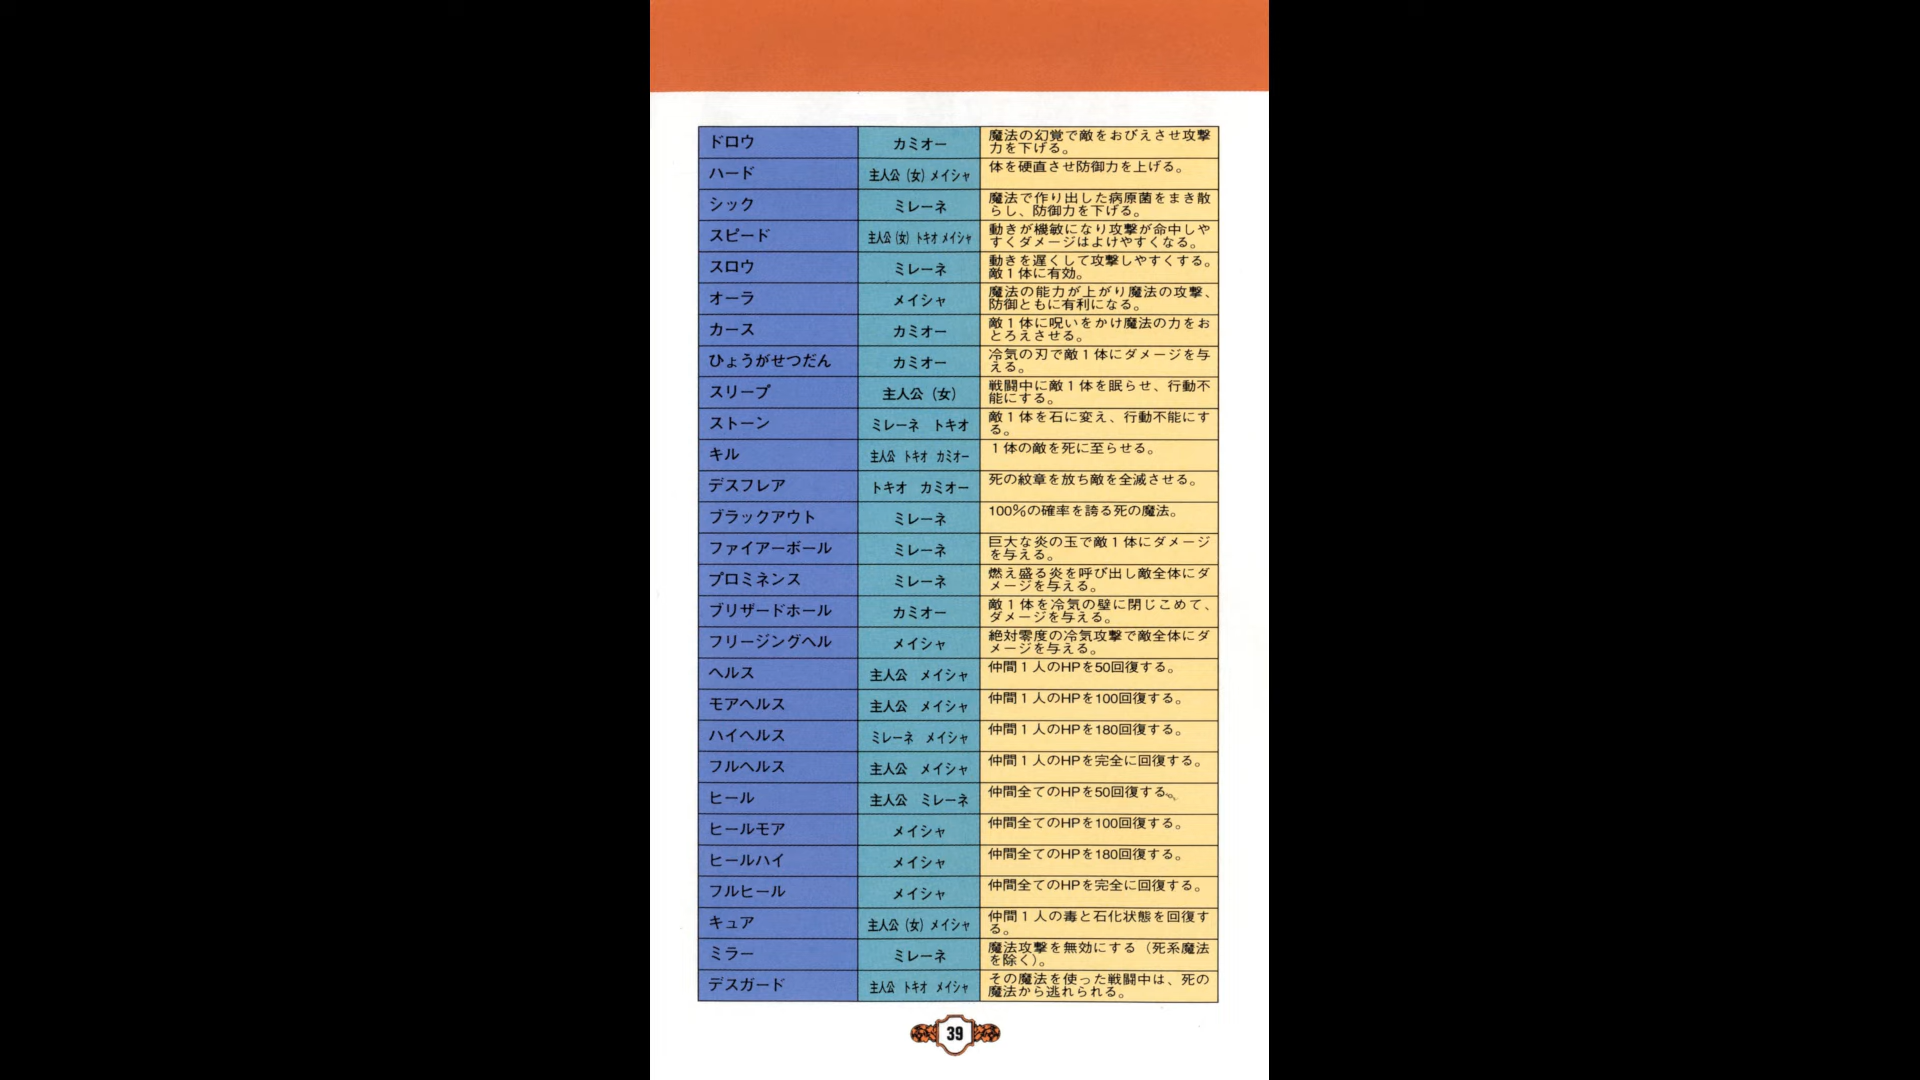 ドロウ
カミオー
魔法の幻覚で敵をおびえさせ攻撃
力を下げる。
ハード
主人公（女）メイシャ
体を硬直させ防御力を上げる。
シック
ミレーネ
魔法で作り出した病原菌をまき散
らし、防御力を下げる。
スピード
主人公（女）トキオ メイシャ
動きが機敏になり攻撃が命中しや
すくダメージはよけやすくなる。
スロウ
ミレーネ
動きを遅くして攻撃しやすくする。
敵１体に有効。
オーラ
メイシャ
魔法の能力が上がり魔法の攻撃、
防御ともに有利になる。
カース
カミオー
敵１体に呪いをかけ魔法の力をお
とろえさせる。
ひょうがせつだん
カミオー
冷気の刃で敵１体にダメージを与
える。
スリープ
主人公（女）
戦闘中に敵１体を眠らせ、行動不
能にする。
ストーン
ミレーネ　トキオ
敵１体を石に変え、行動不能にす
る。
キル
主人公 トキオ カミオー
１体の敵を死に至らせる。
デスフレア
トキオ　カミオー
死の紋章を放ち敵を全滅させる。
ブラックアウト
ミレーネ
100％の確率を誇る死の魔法。
ファイアーボール
ミレーネ
巨大な炎の玉で敵１体にダメージ
を与える。
プロミネンス
ミレーネ
燃え盛る炎を呼び出し敵全体にダ
メージを与える。
ブリザードホール
カミオー
敵１体を冷気の壁に閉じこめて、
ダメージを与える。
フリージングヘル
メイシャ
絶対零度の冷気攻撃で敵全体にダ
メージを与える。
ヘルス
主人公　メイシャ
仲間１人のHPを50回復する。
モアヘルス
主人公　メイシャ
仲間１人のHPを100回復する。
ハイヘルス
ミレーネ　メイシャ
仲間１人のHPを180回復する。
フルヘルス
主人公　メイシャ
仲間１人のHPを完全に回復する。
ヒール
主人公　ミレーネ
仲間全てのHPを50回復する。
ヒールモア
メイシャ
仲間全てのHPを100回復する。
ヒールハイ
メイシャ
仲間全てのHPを180回復する。
フルヒール
メイシャ
仲間全てのHPを完全に回復する。
キュア
主人公（女）メイシャ
仲間１人の毒と石化状態を回復す
る。
ミラー
ミレーネ
魔法攻撃を無効にする（死系魔法
を除く）。
デスガード
主人公 トキオ メイシャ
その魔法を使った戦闘中は、死の
魔法から逃れられる。
39